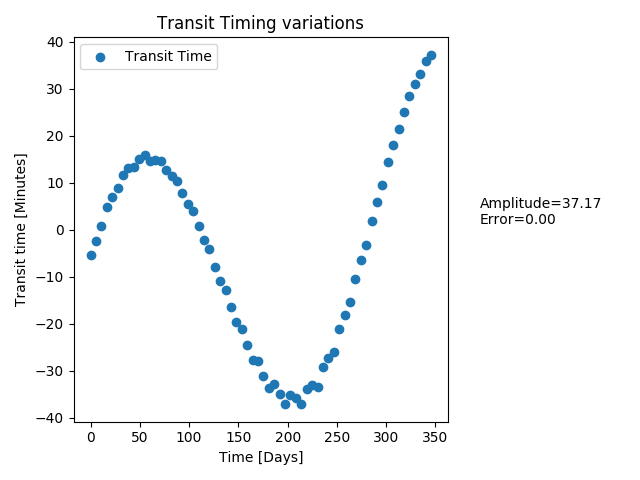 Transit Timing variations
Transit Time
Transit time [Minutes]
40
30
20
10
0
−10
−20
−30
−40
0 50 100 150 200 250 300 350
Time [Days]
Amplitude=37.17
Error=0.00